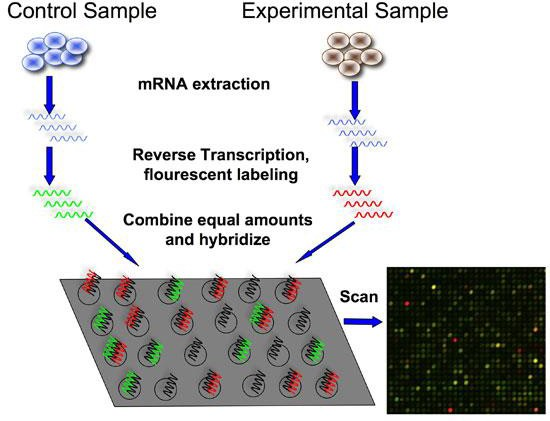 Control Sample
Experimental Sample
mRNA extraction
Reverse Transcription,
flourescent labeling
Combine equal amounts
and hybridize
Scan